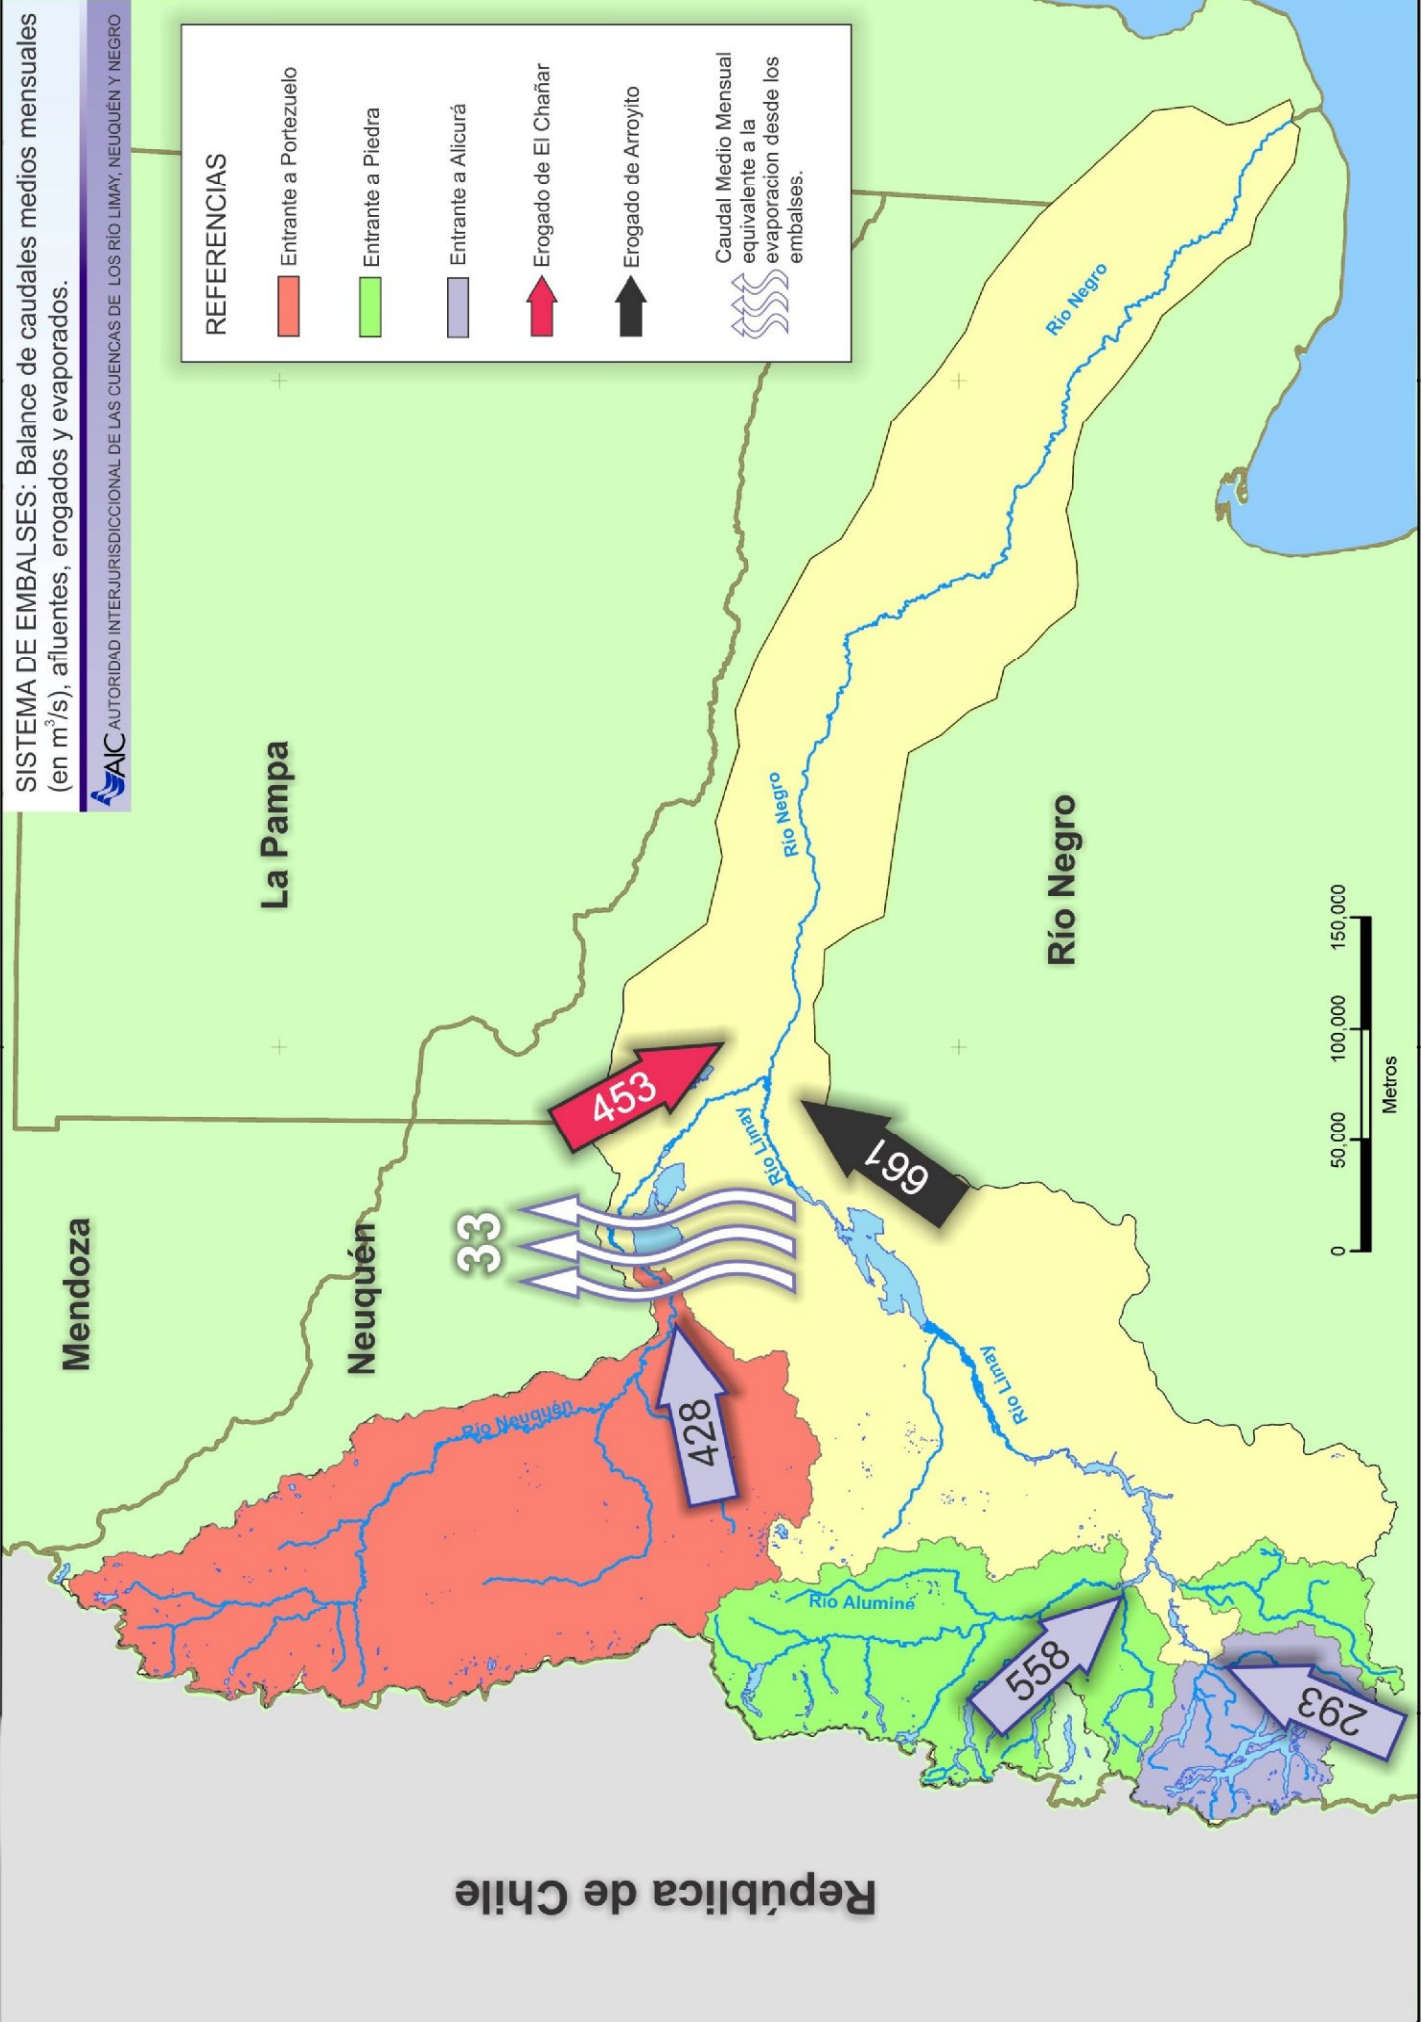 SISTEMA DE EMBALSES: Balance de caudales medios mensuales
(en m³/s), afluentes, erogados y evaporados.
AIC AUTORIDAD INTERJURISDICCIONAL DE LAS CUENCAS DE LOS RÍO LIMAY, NEUQUÉN Y NEGRO
REFERENCIAS
Entrante a Portezuelo
Entrante a Piedra
Entrante a Alicurá
Erogado de El Chañar
Erogado de Arroyito
Caudal Medio Mensual
equivalente a la
evaporacion desde los
embalses.
Mendoza
La Pampa
Neuquén
Río Negro
República de Chile
Río Neuquén
Río Limay
Río Limay
Río Aluminé
Río Negro
Río Negro
33
453
428
661
558
293
0
50,000
100,000
150,000
Metros